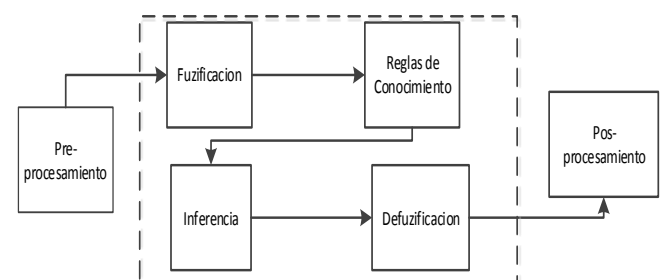 Pre-
procesamiento
Fuzificacion
Reglas de
Conocimiento
Inferencia
Defuzificacion
Pos-
procesamiento